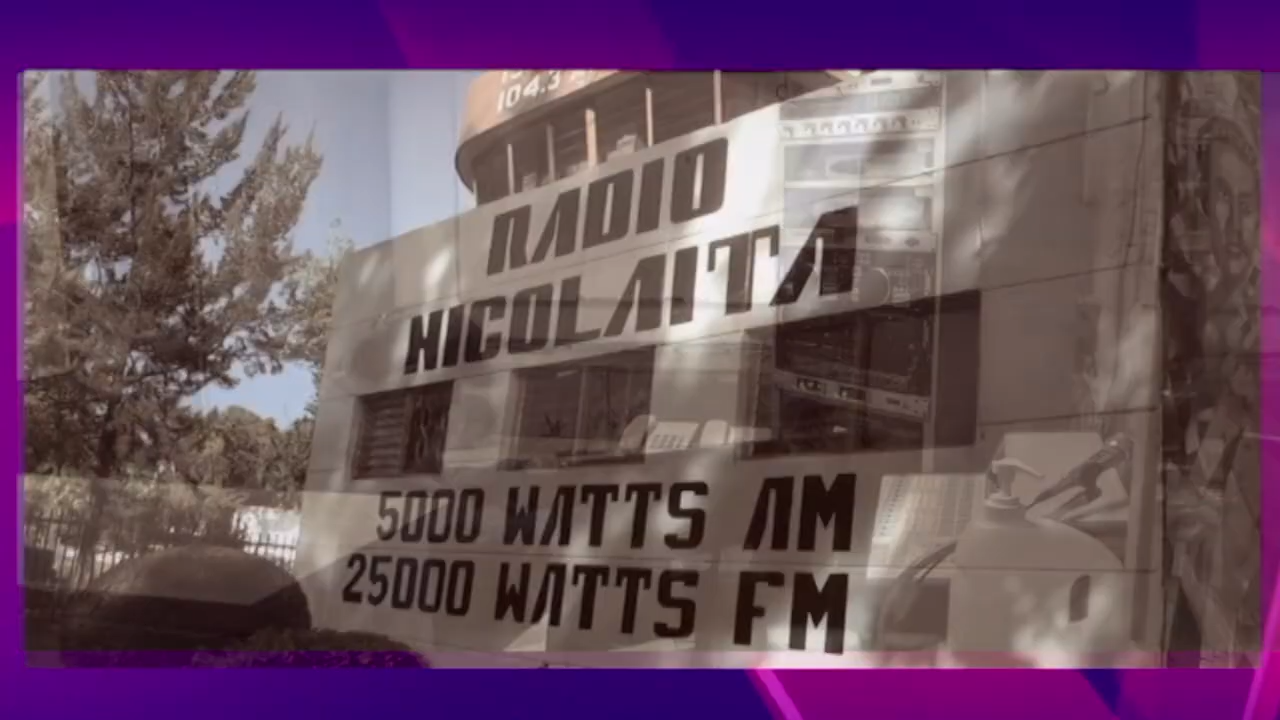 104.3
RADIO
NICOLAITA
5000 WATTS AM
25000 WATTS FM